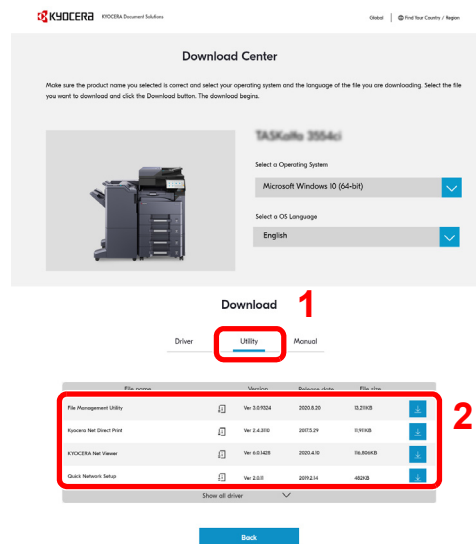 KYOCERA KYOCERA Document Solutions
Global Find Your Country / Region
Download Center
Make sure the product name you selected is correct and select your operating system and the language of the file you are downloading. Select the file
you want to download and click the Download button. The download begins.
TASKalfa 3554ci
Select a Operating System
Microsoft Windows 10 (64-bit)
Select a OS Language
English
Download 1
Driver Utility Manual
File name Version Release date File size
File Management Utility Ver 3.0.9324 2020.8.20 13,211KB
Kyocera Net Direct Print Ver 2.4.3110 2017.5.29 11,911KB
2
KYOCERA Net Viewer Ver 6.0.1428 2020.4.10 116,806KB
Quick Network Setup Ver 2.0.11 2019.2.14 482KB
Show all driver
Back